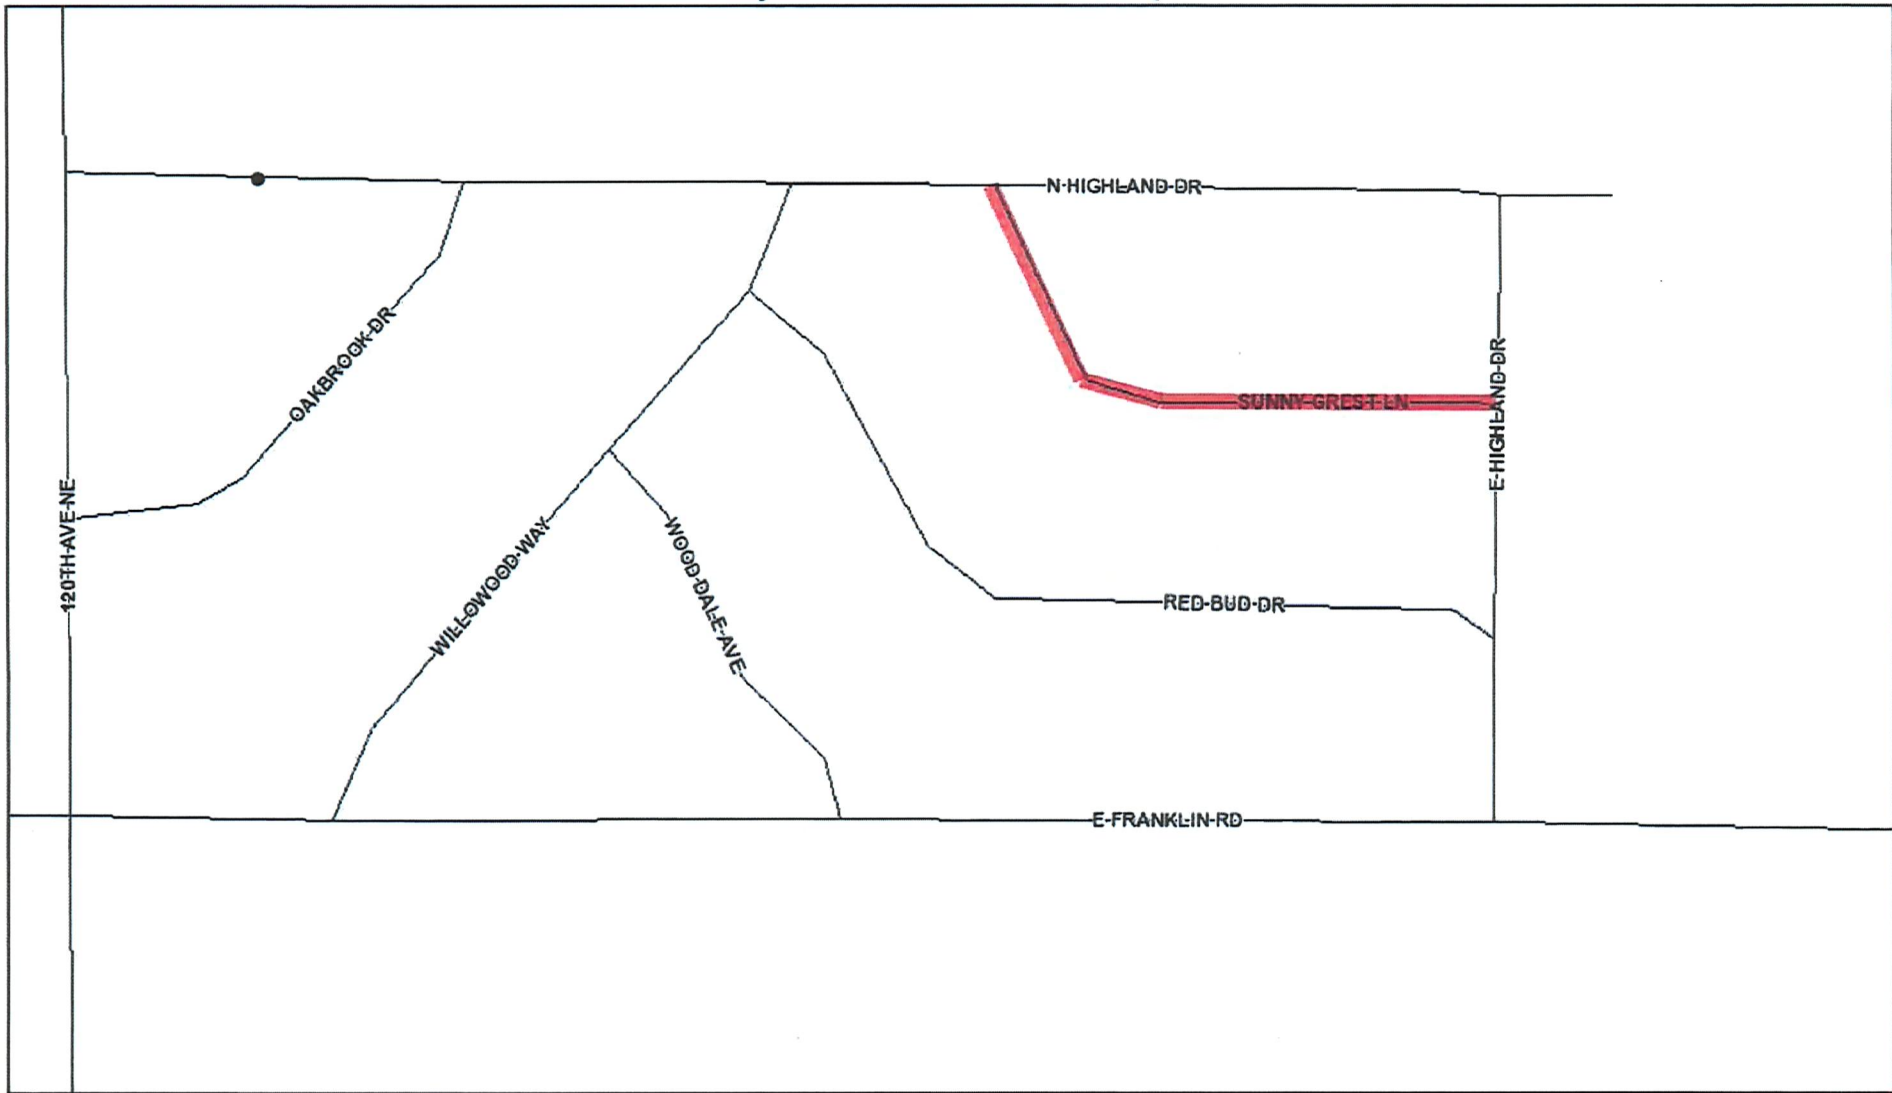 N HIGHLAND DR
OAKBROOK DR
SUNNY CREST LN
E HIGHLAND DR
120TH AVE NE
WILLOWOOD WAY
WOOD DALE AVE
RED BUD DR
E FRANKLIN RD